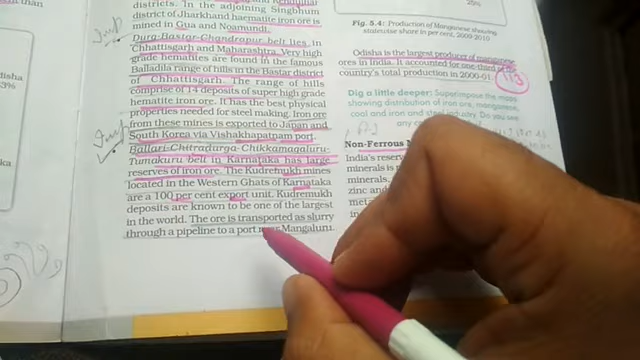 districts. In the adjoining Singbhum
district of Jharkhand haematite iron ore is
mined in Gua and Noamundi.
Durg-Bastar-Chandrapur belt lies in
Chhattisgarh and Maharashtra. Very high
grade hematites are found in the famous
Bailadila range of hills in the Bastar district
of Chhattisgarh. The range of hills
comprise of 14 deposits of super high grade
hematite iron ore. It has the best physical
properties needed for steel making. Iron ore
from these mines is exported to Japan and
South Korea via Vishakhapatnam port.
Ballari-Chitradurga-Chikkamagaluru-
Tumakuru belt in Karnataka has large
reserves of iron ore. The Kudremukh mines
located in the Western Ghats of Karnataka
are a 100 per cent export unit. Kudremukh
deposits are known to be one of the largest
in the world. The ore is transported as slurry
through a pipeline to a port near Mangaluru.
25%
Fig. 5.4: Production of Manganese showing
statewise share in per cent, 2009-2010
Odisha is the largest producer of manganese
ores in India. It accounted for one third of the
country's total production in 2000-01.
1/3
Dig a little deeper: Superimpose the maps
showing distribution of iron ore, manganese,
coal and iron and steel industry. Do you see
any
Non-Ferrous
India's reserves
minerals is
minerals.
zinc and